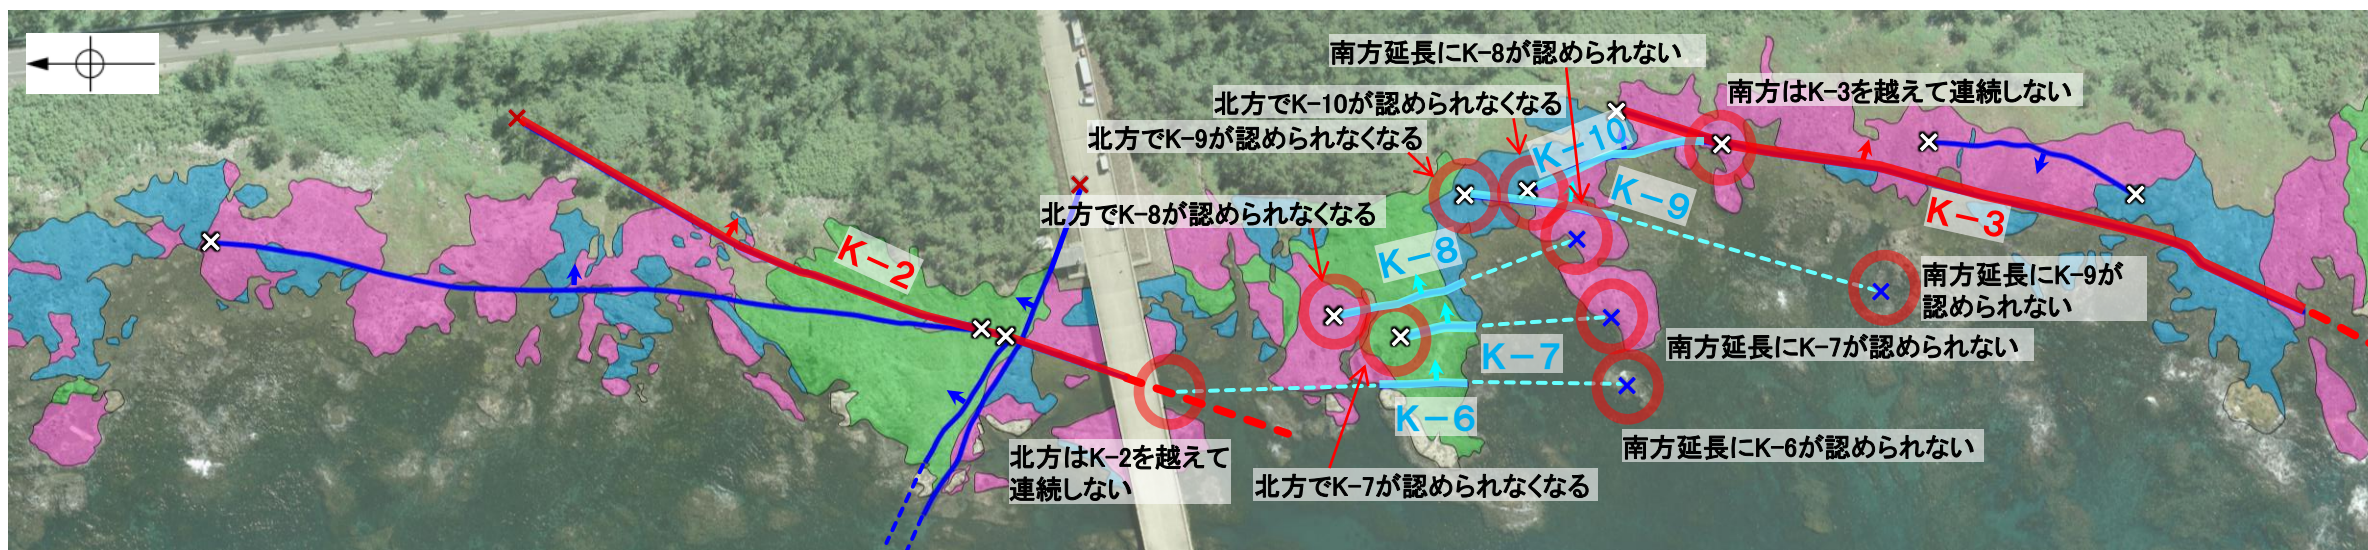 南方延長にK-8が認められない
北方でK-10が認められなくなる
南方はK-3を越えて連続しない
北方でK-9が認められなくなる
K-10
K-9
北方でK-8が認められなくなる
K-3
K-8
K-2
南方延長にK-9が
認められない
南方延長にK-7が認められない
K-7
K-6
南方延長にK-6が認められない
北方はK-2を越えて
連続しない
北方でK-7が認められなくなる